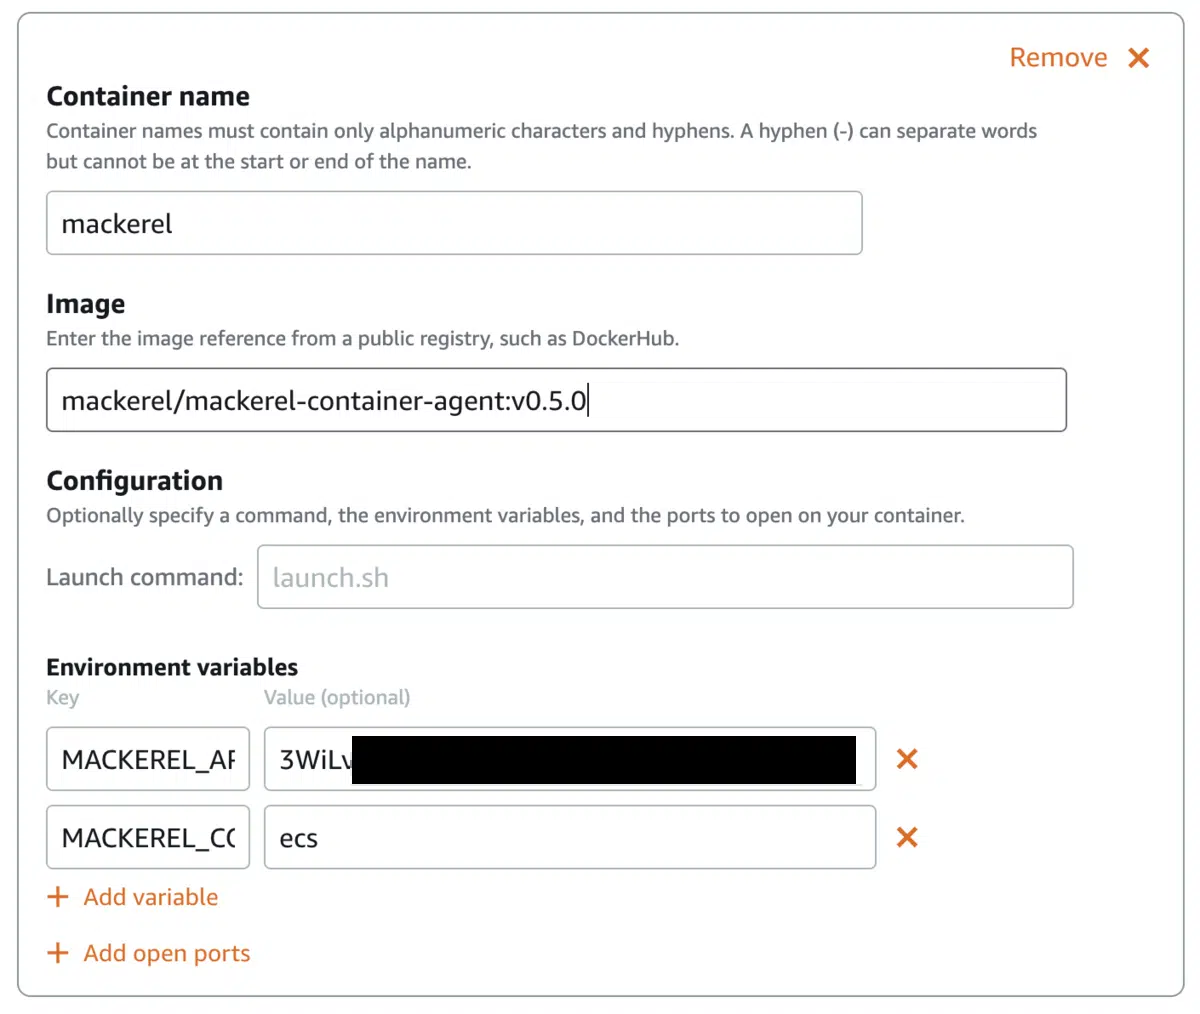 Remove
Container name
Container names must contain only alphanumeric characters and hyphens. A hyphen (-) can separate words
but cannot be at the start or end of the name.
mackerel
Image
Enter the image reference from a public registry, such as DockerHub.
mackerel/mackerel-container-agent:v0.5.0
Configuration
Optionally specify a command, the environment variables, and the ports to open on your container.
Launch command: launch.sh
Environment variables
Key Value (optional)
MACKEREL_AP 3WiLv
MACKEREL_CO ecs
+ Add variable
+ Add open ports